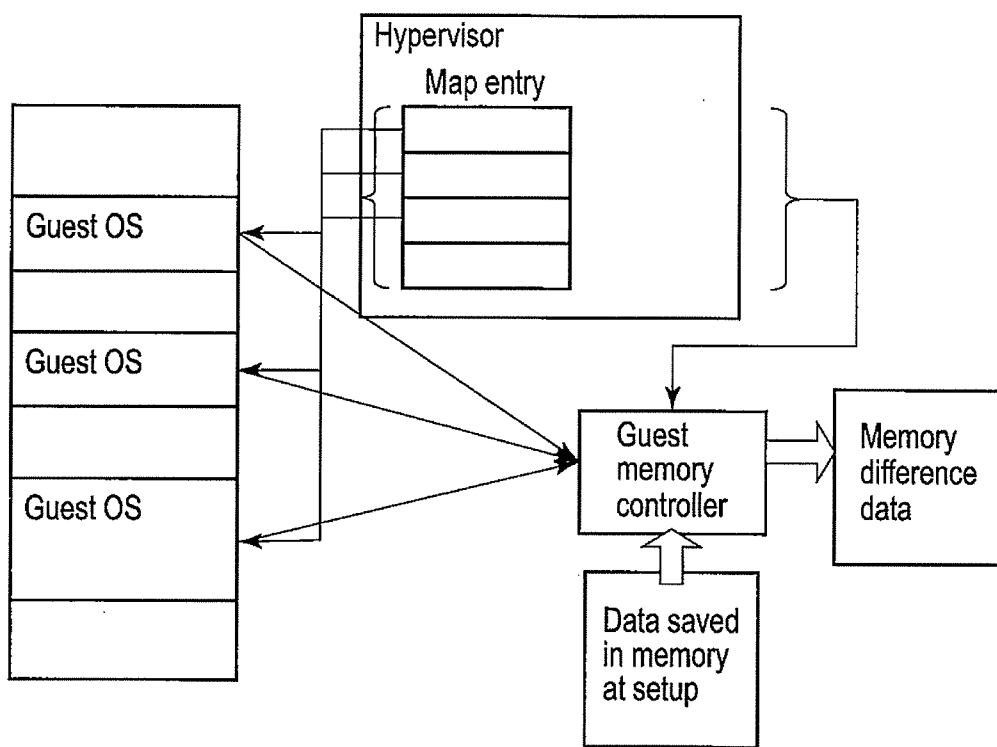 Hypervisor
Map entry
Guest OS
Guest OS
Guest OS
Guest
memory
controller
Memory
difference
data
Data saved
in memory
at setup